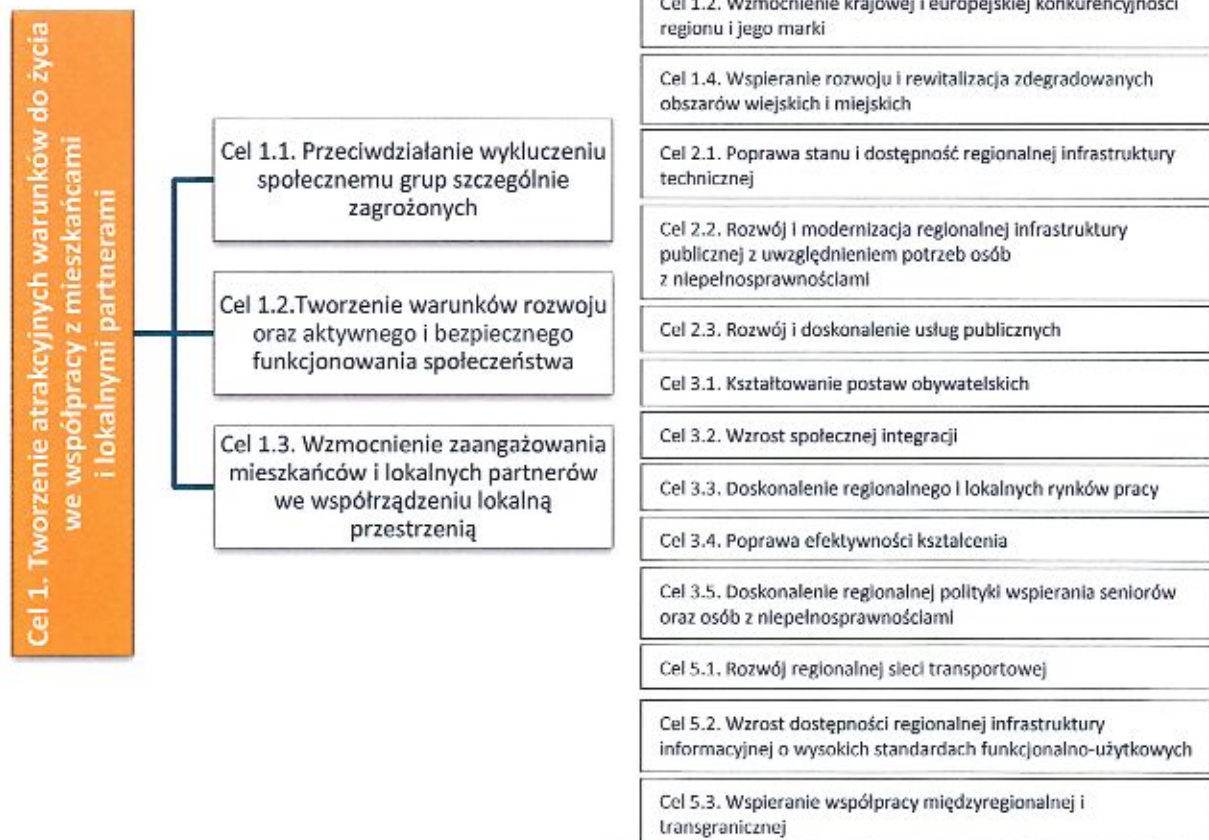 Cel 1. Tworzenie atrakcyjnych warunków do życia
we współpracy z mieszkańcami
i lokalnymi partnerami
Cel 1.1. Przeciwdziałanie wykluczeniu
społecznemu grup szczególnie
zagrożonych
Cel 1.2.Tworzenie warunków rozwoju
oraz aktywnego i bezpiecznego
funkcjonowania społeczeństwa
Cel 1.3. Wzmocnienie zaangażowania
mieszkańców i lokalnych partnerów
we współrządzeniu lokalną
przestrzenią
Cel 1.2. Wzmocnienie krajowej i europejskiej konkurencyjności
regionu i jego marki
Cel 1.4. Wspieranie rozwoju i rewitalizacja zdegradowanych
obszarów wiejskich i miejskich
Cel 2.1. Poprawa stanu i dostępność regionalnej infrastruktury
technicznej
Cel 2.2. Rozwój i modernizacja regionalnej infrastruktury
publicznej z uwzględnieniem potrzeb osób
z niepełnosprawnościami
Cel 2.3. Rozwój i doskonalenie usług publicznych
Cel 3.1. Kształtowanie postaw obywatelskich
Cel 3.2. Wzrost społecznej integracji
Cel 3.3. Doskonalenie regionalnego i lokalnych rynków pracy
Cel 3.4. Poprawa efektywności kształcenia
Cel 3.5. Doskonalenie regionalnej polityki wspierania seniorów
oraz osób z niepełnosprawnościami
Cel 5.1. Rozwój regionalnej sieci transportowej
Cel 5.2. Wzrost dostępności regionalnej infrastruktury
informacyjnej o wysokich standardach funkcjonalno-użytkowych
Cel 5.3. Wspieranie współpracy międzyregionalnej i
transgranicznej